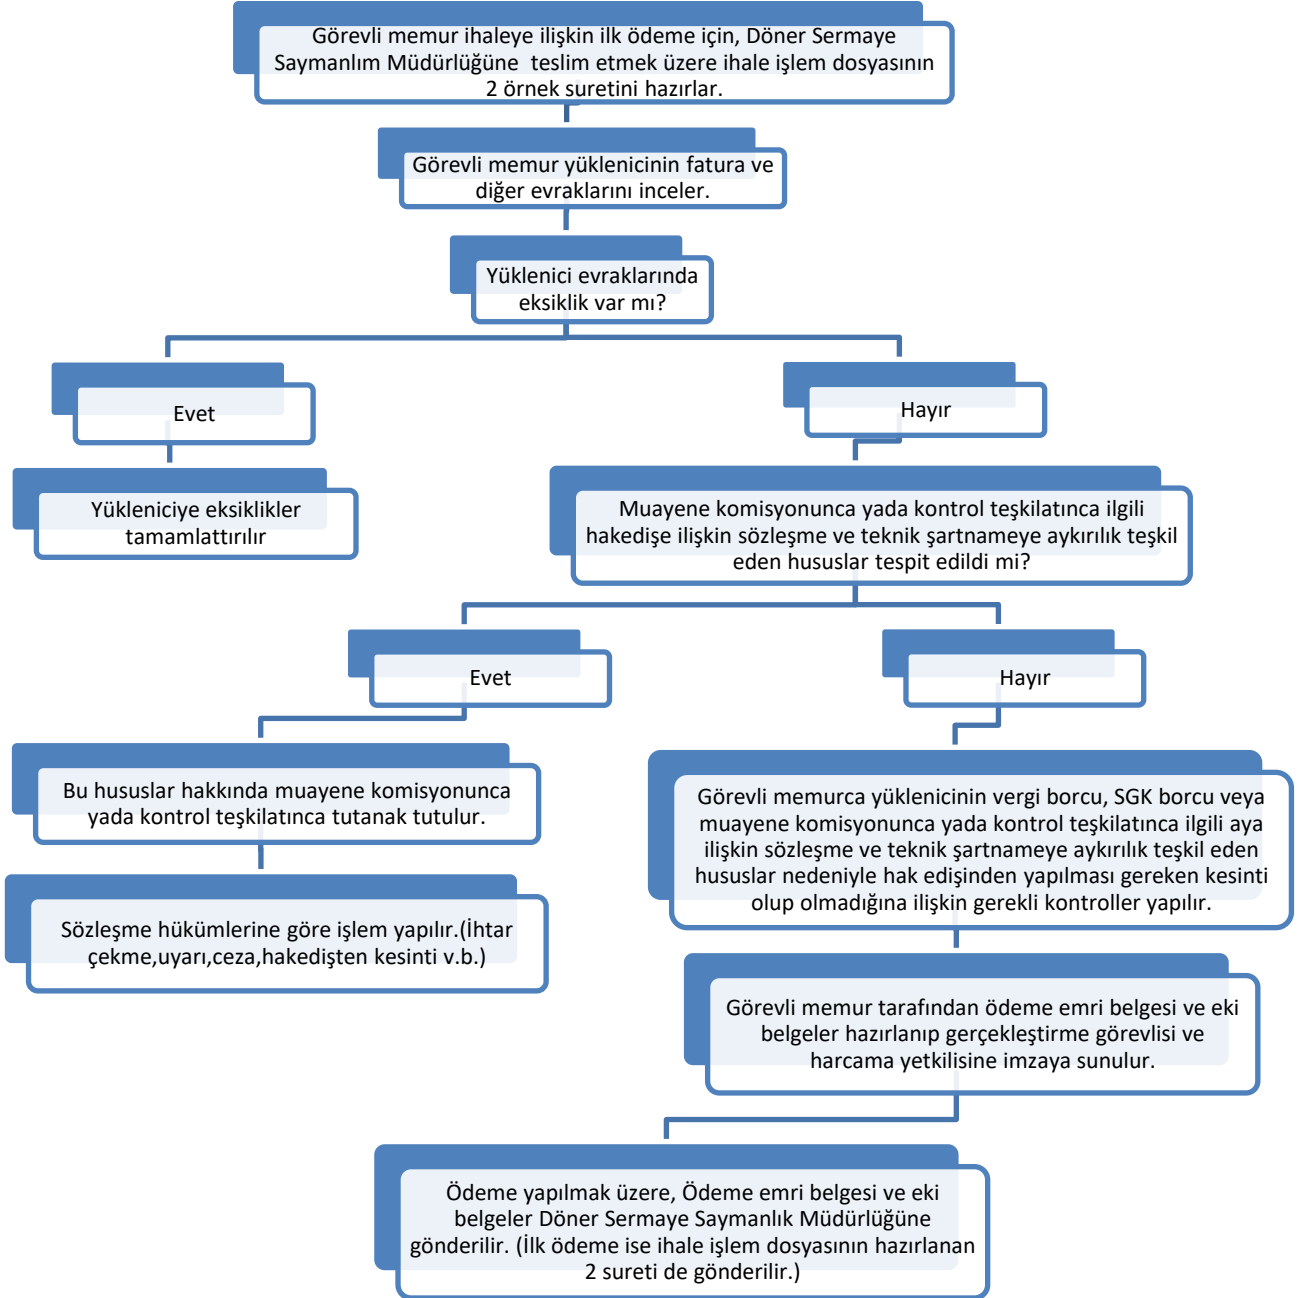 Görevli memur ihaleye ilişkin ilk ödeme için, Döner Sermaye
Saymanlım Müdürlüğüne  teslim etmek üzere ihale işlem dosyasının
2 örnek suretini hazırlar.
Görevli memur yüklenicinin fatura ve
diğer evraklarını inceler.
Yüklenici evraklarında
eksiklik var mı?
Evet
Hayır
Yükleniciye eksiklikler
tamamlattırılır
Muayene komisyonunca yada kontrol teşkilatınca ilgili
hakedişe ilişkin sözleşme ve teknik şartnameye aykırılık teşkil
eden hususlar tespit edildi mi?
Evet
Hayır
Bu hususlar hakkında muayene komisyonunca
yada kontrol teşkilatınca tutanak tutulur.
Sözleşme hükümlerine göre işlem yapılır.(İhtar
çekme,uyarı,ceza,hakedişten kesinti v.b.)
Görevli memurca yüklenicinin vergi borcu, SGK borcu veya
muayene komisyonunca yada kontrol teşkilatınca ilgili aya
ilişkin sözleşme ve teknik şartnameye aykırılık teşkil eden
hususlar nedeniyle hak edişinden yapılması gereken kesinti
olup olmadığına ilişkin gerekli kontroller yapılır.
Görevli memur tarafından ödeme emri belgesi ve eki
belgeler hazırlanıp gerçekleştirme görevlisi ve
harcama yetkilisine imzaya sunulur.
Ödeme yapılmak üzere, Ödeme emri belgesi ve eki
belgeler Döner Sermaye Saymanlık Müdürlüğüne
gönderilir. (İlk ödeme ise ihale işlem dosyasının hazırlanan
2 sureti de gönderilir.)